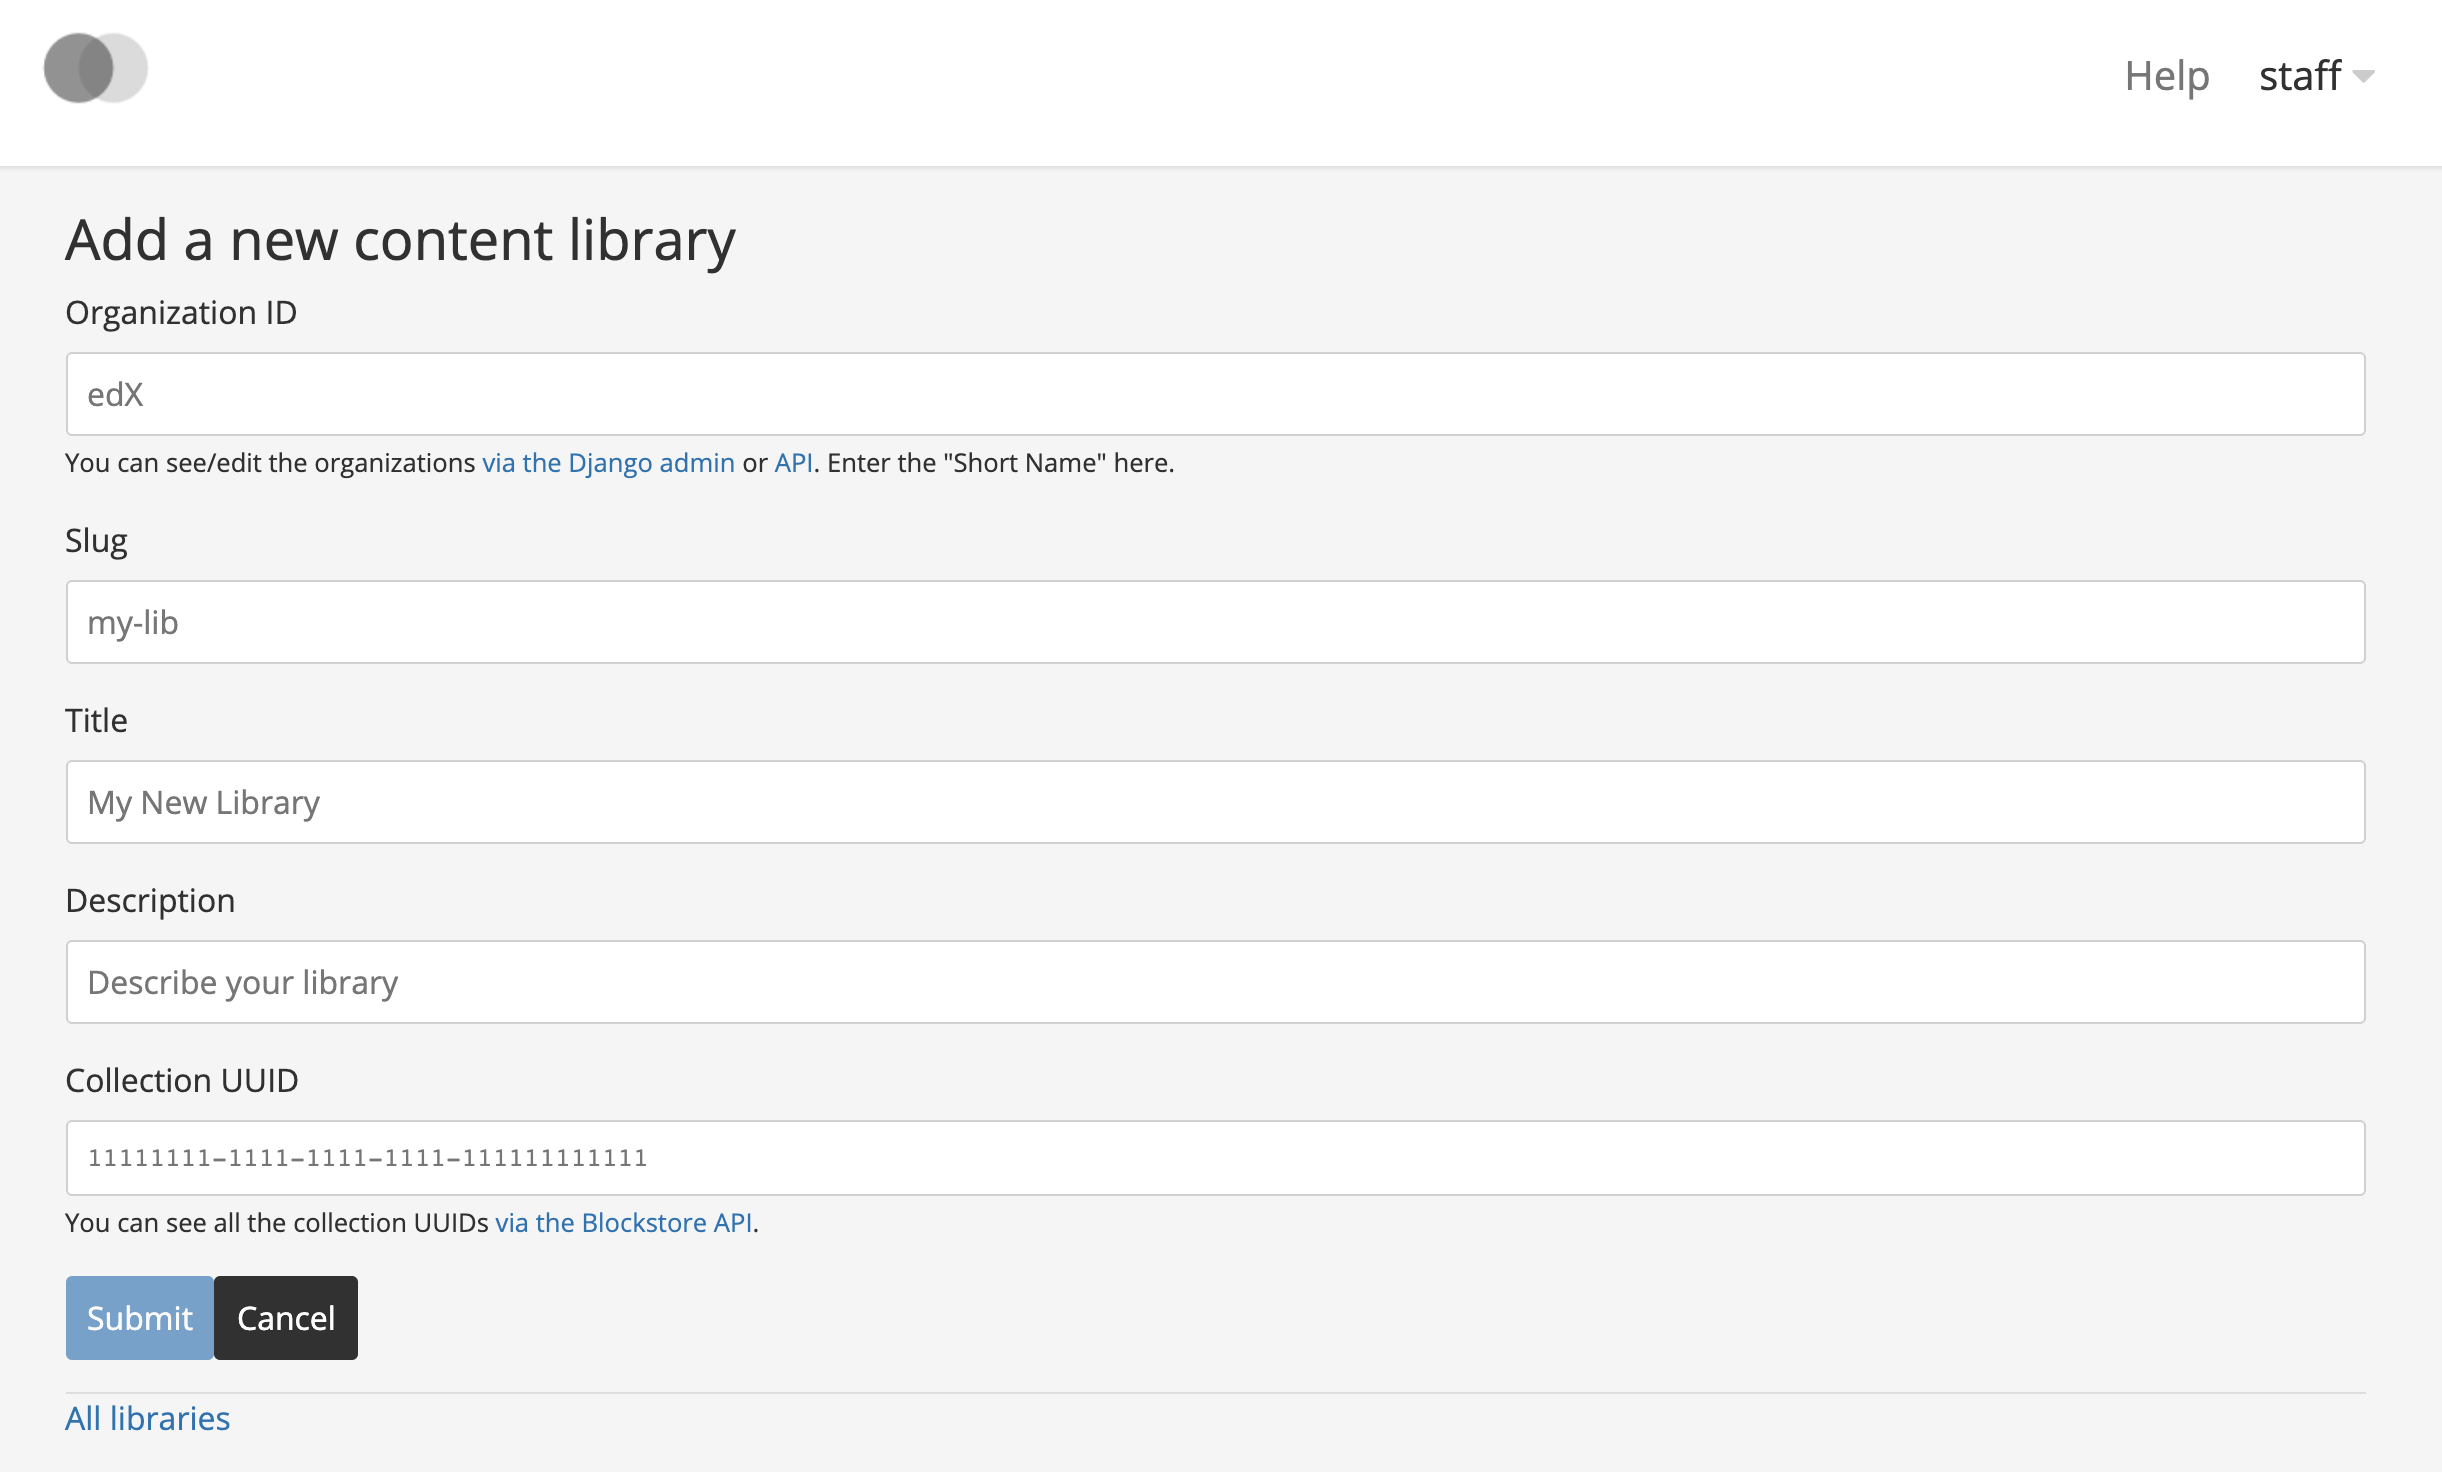 Help staff
Add a new content library
Organization ID
edX
You can see/edit the organizations via the Django admin or API. Enter the "Short Name" here.
Slug
my-lib
Title
My New Library
Description
Describe your library
Collection UUID
11111111-1111-1111-1111-111111111111
You can see all the collection UUIDs via the Blockstore API.
Submit Cancel
All libraries